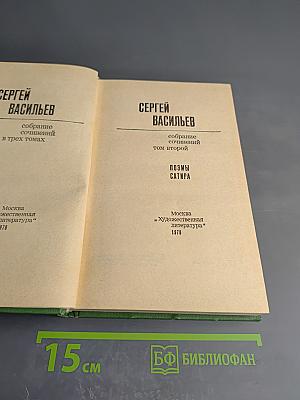 СЕРГЕЙ
ВАСИЛЬЕВ
собрание
сочинений
в трех томах
Москва
художественная
литература"
1978
СЕРГЕЙ
ВАСИЛЬЕВ
собрание
сочинений
том второй
ПОЭМЫ
САТИРА
Москва
„Художественная
литература"
1978
15 см
БФ БИБЛИОФАН